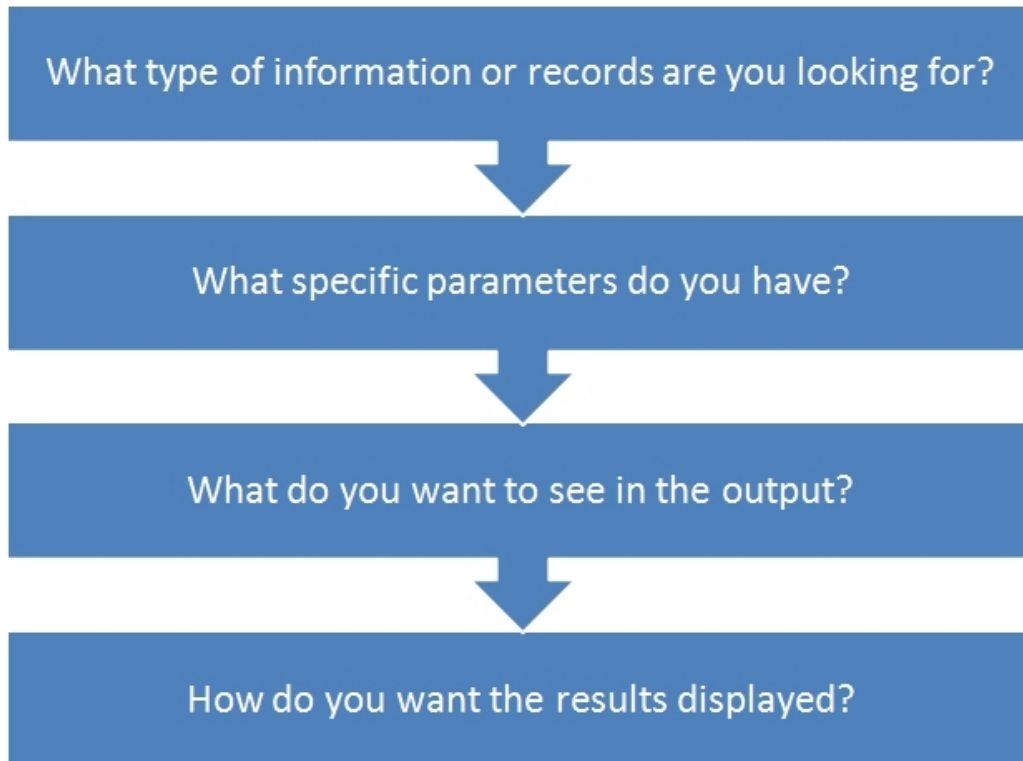 What type of information or records are you looking for?
What specific parameters do you have?
What do you want to see in the output?
How do you want the results displayed?